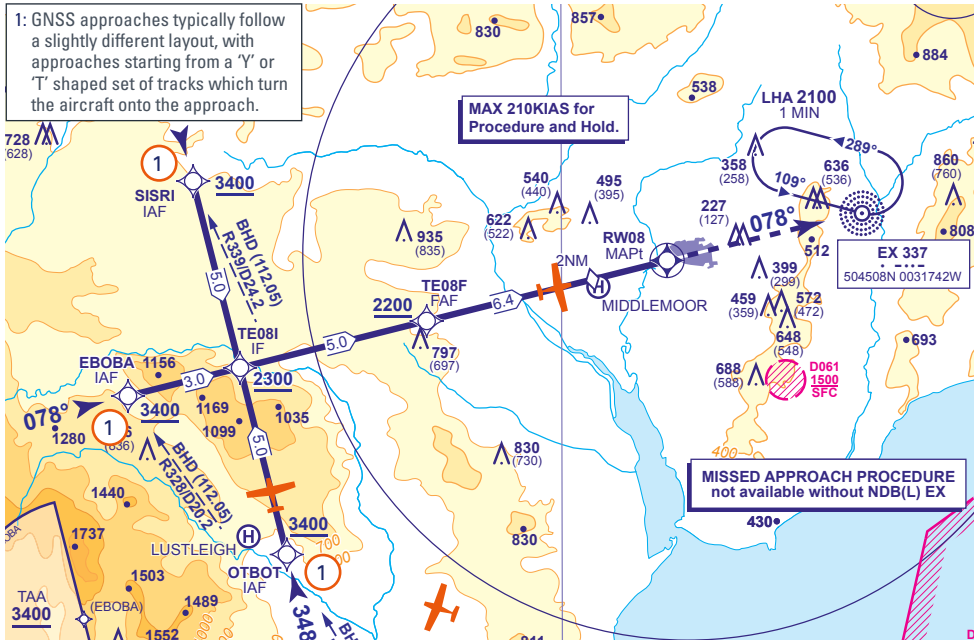 1: GNSS approaches typically follow
a slightly different layout, with
approaches starting from a ‘Y’ or
‘T’ shaped set of tracks which turn
the aircraft onto the approach.
830
857
884
538
MAX 210KIAS for
Procedure and Hold.
LHA 2100
1 MIN
289°
109°
728
(628)
1
SISRI
IAF
3400
BHD (112.05)
R339/D24.2
5.0
358
(258)
636
(536)
860
(760)
808
540
(440)
495
(395)
622
(522)
227
(127)
078°
512
935
(835)
RW08
MAPt
2NM
H
MIDDLEMOOR
EX 337
504508N 0031742W
399
(299)
459
(359)
572
(472)
648
(548)
693
688
(588)
D061
1500
SFC
2200
TE08F
FAF
6.4
797
(697)
5.0
TE08I
IF
2300
EBOBA
IAF
1156
3.0
3400
078°
1
1280
(636)
1169
1099
1035
BHD (112.05)
R328/D20.2
5.0
830
(730)
400
MISSED APPROACH PROCEDURE
not available without NDB(L) EX
430
1440
1737
LUSTLEIGH
H
3400
700
OTBOT
IAF
1
830
1503
(EBOBA)
1489
1552
TAA
3400
EBOBA
1000
348
BH
811
D